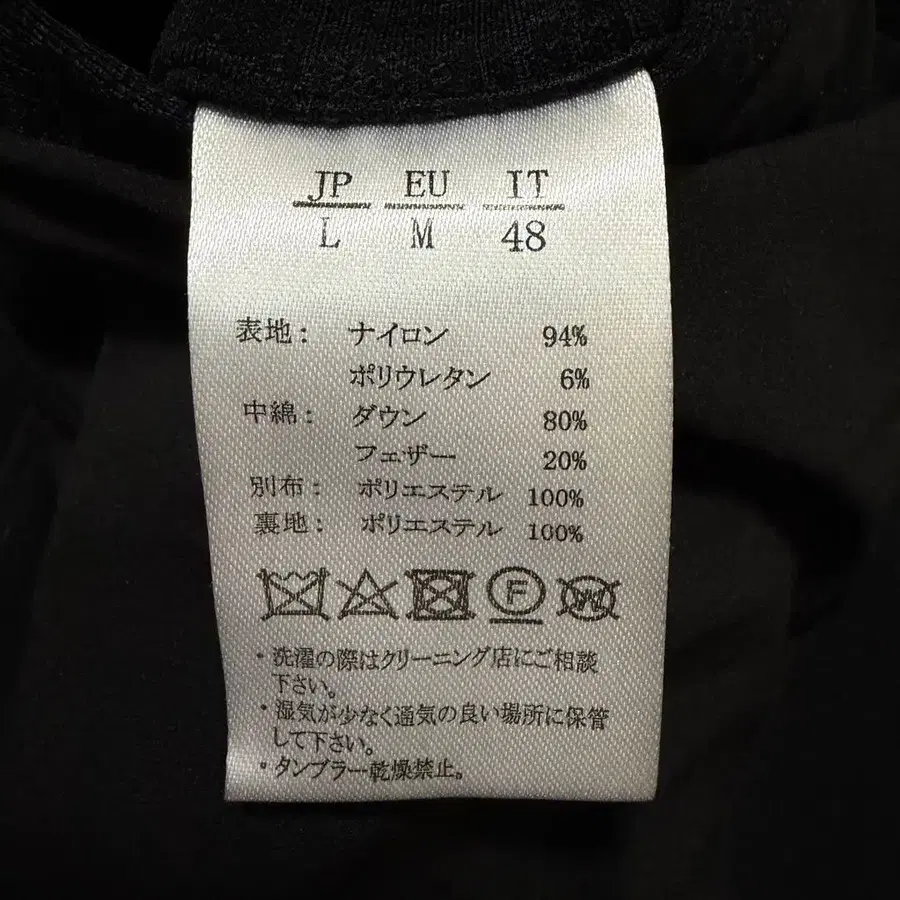 JP EU IT
L M 48
表地: ナイロン 94%
ポリウレタン 6%
中綿: ダウン 80%
フェザー 20%
別布: ポリエステル 100%
裏地: ポリエステル 100%
F W
・洗濯の際はクリーニング店にご相談
下さい。
・湿気が少なく通気の良い場所に保管
して下さい。
・タンブラー乾燥禁止。